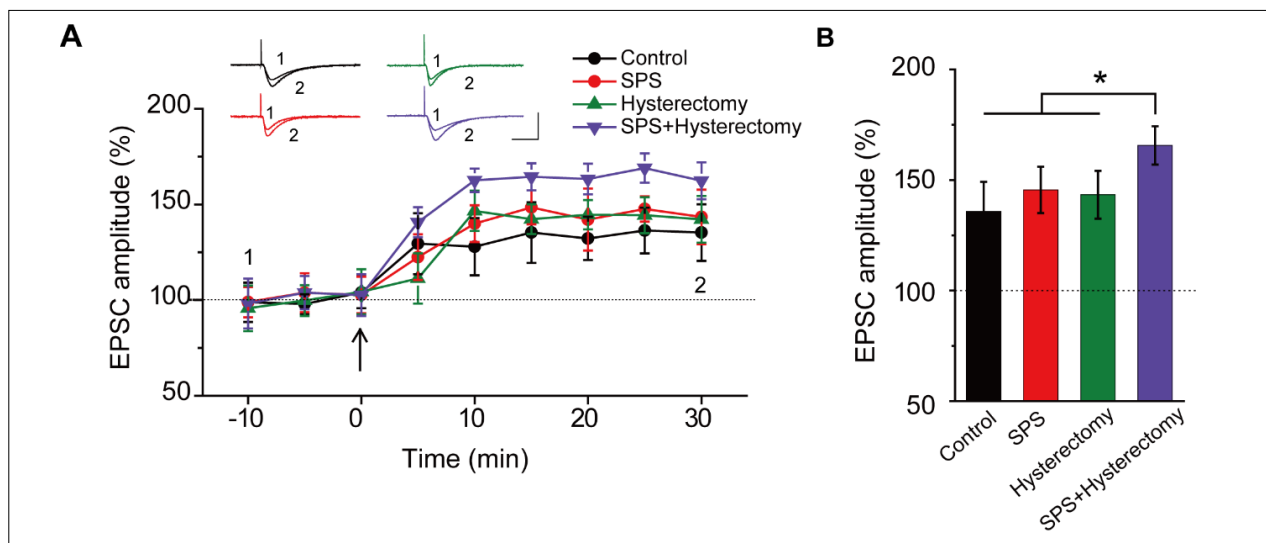 A
1
2
1
2
1
2
1
2
Control
SPS
Hysterectomy
SPS+Hysterectomy
EPSC amplitude (%)
200
150
100
50
1
2
-10
0
10
20
30
Time (min)
B
EPSC amplitude (%)
200
150
100
50
*
Control
SPS
Hysterectomy
SPS+Hysterectomy